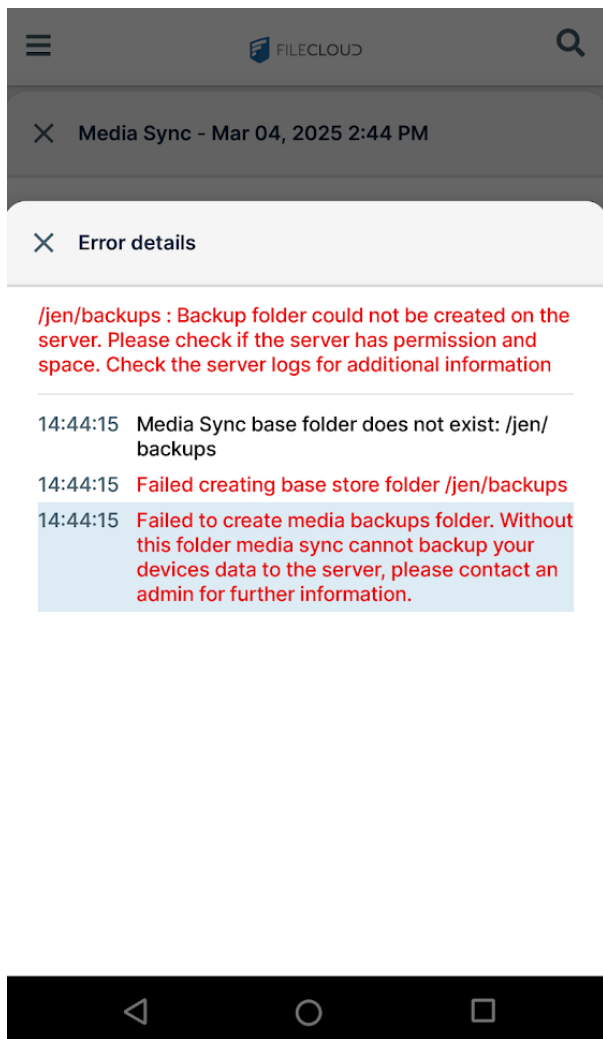 FILECLOUD
Media Sync - Mar 04, 2025 2:44 PM
Error details
/jen/backups : Backup folder could not be created on the
server. Please check if the server has permission and
space. Check the server logs for additional information
14:44:15 Media Sync base folder does not exist: /jen/
backups
14:44:15 Failed creating base store folder /jen/backups
14:44:15 Failed to create media backups folder. Without
this folder media sync cannot backup your
devices data to the server, please contact an
admin for further information.